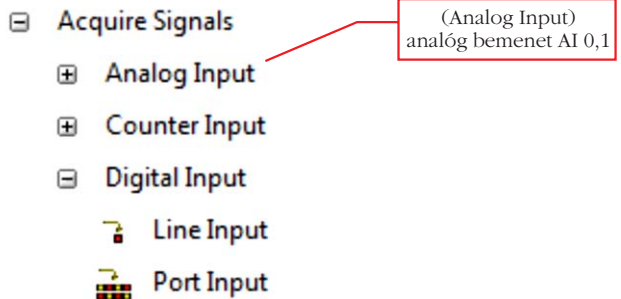 Acquire Signals
(Analog Input)
analóg bemenet AI 0,1
Analog Input
Counter Input
Digital Input
Line Input
Port Input